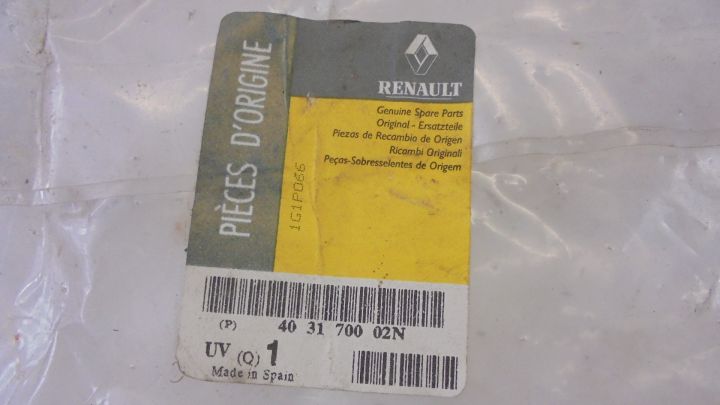 PIÈCES D'ORIGINE
RENAULT
Genuine Spare Parts
Original - Ersatzteile
Piezas de Recambio de Origen
Ricambi Originali
Peças-Sobresselentes de Origem
1G1P066
(P) 40 31 700 02N
UV (Q) 1
Made in Spain